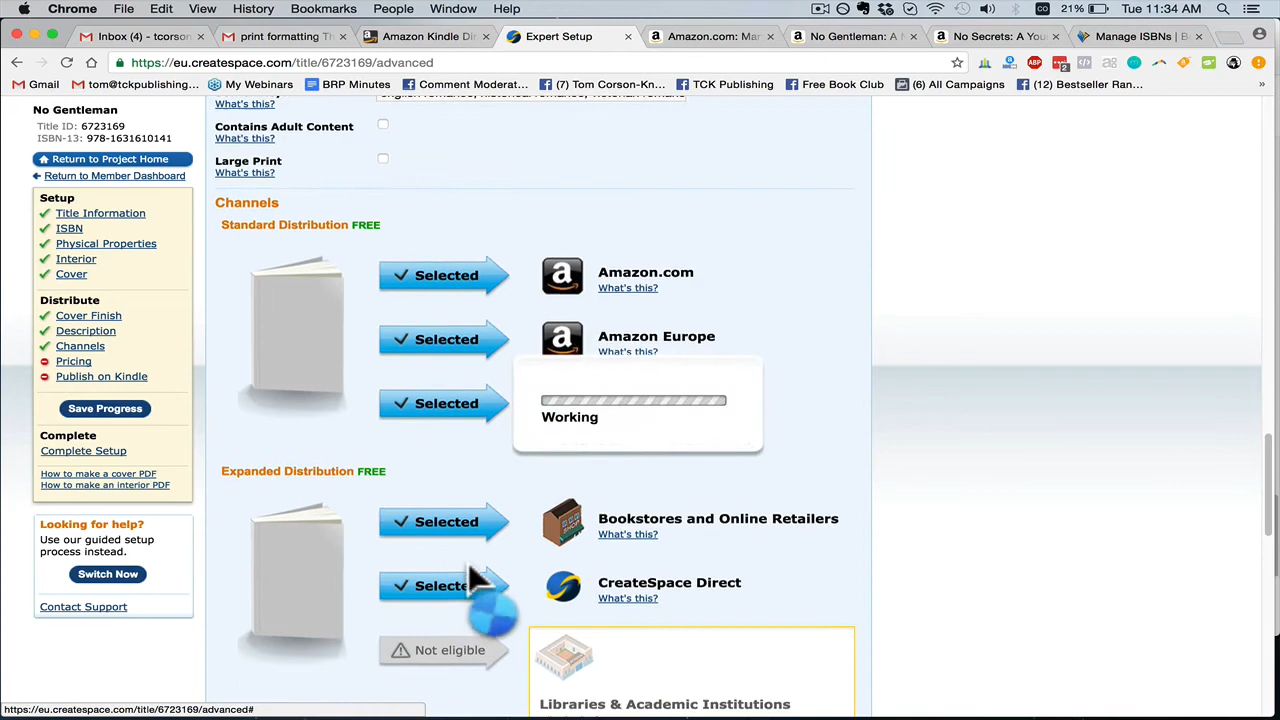 Chrome File Edit View History Bookmarks People Window Help 21% Tue 11:34 AM
Inbox (4) - tcorson × print formatting Th × Amazon Kindle Dir × Expert Setup × Amazon.com: Mar × No Gentleman: A N × No Secrets: A You × Manage ISBNs | B ×
https://eu.createspace.com/title/6723169/advanced
Gmail tom@tckpublishing... My Webinars BRP Minutes Comment Moderat... (7) Tom Corson-Kn... TCK Publishing Free Book Club (6) All Campaigns (12) Bestseller Ran... »
No Gentleman
Title ID: 6723169
ISBN-13: 978-1631610141
Return to Project Home
Return to Member Dashboard
Setup
Title Information
ISBN
Physical Properties
Interior
Cover
Distribute
Cover Finish
Description
Channels
Pricing
Publish on Kindle
Save Progress
Complete
Complete Setup
How to make a cover PDF
How to make an interior PDF
Looking for help?
Use our guided setup
process instead.
Switch Now
Contact Support
What's this?
Contains Adult Content
What's this?
Large Print
What's this?
Channels
Standard Distribution FREE
Selected
Amazon.com
What's this?
Selected
Amazon Europe
What's this?
Selected
Working
Expanded Distribution FREE
Selected
Bookstores and Online Retailers
What's this?
Selected
CreateSpace Direct
What's this?
Not eligible
Libraries & Academic Institutions
https://eu.createspace.com/title/6723169/advanced#